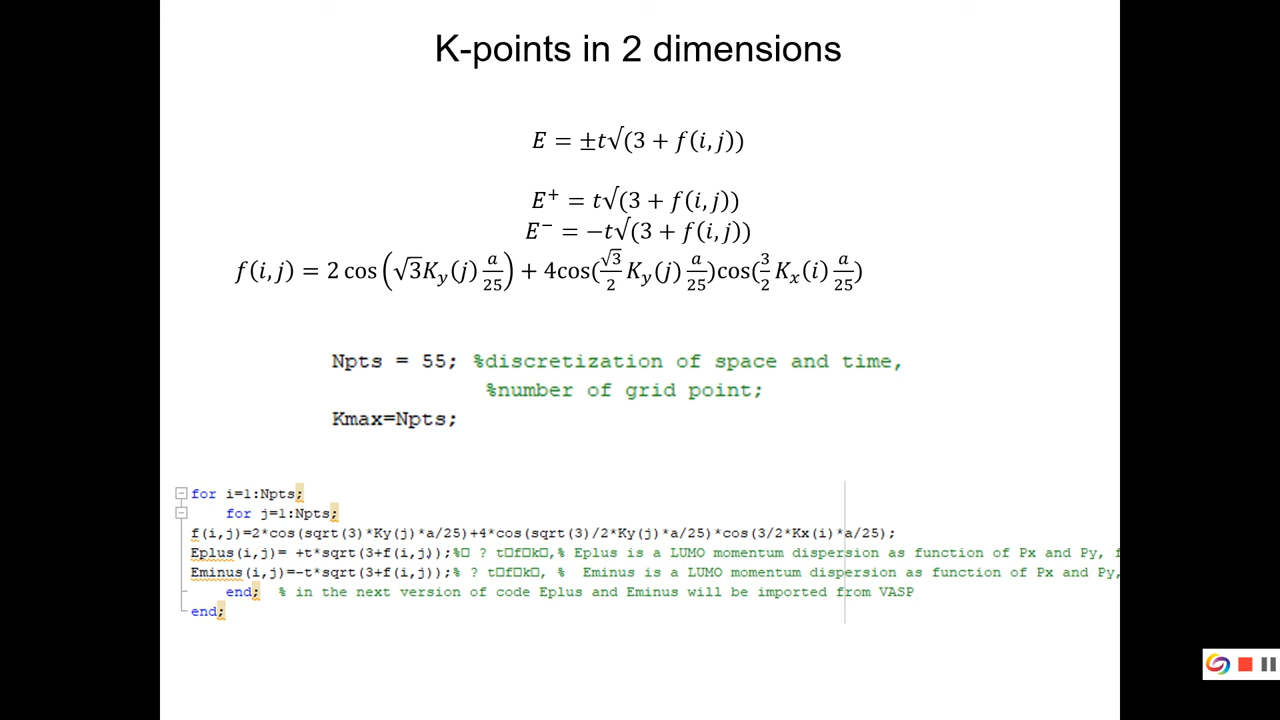 K-points in 2 dimensions
E = ±t√(3 + f(i,j))
E⁺ = t√(3 + f(i,j))
E⁻ = −t√(3 + f(i,j))
f(i,j) = 2 cos(√3K_y(j) a/25) + 4cos(√3/2 K_y(j) a/25)cos(3/2 K_x(i) a/25)
Npts = 55; %discretization of space and time,
%number of grid point;
Kmax=Npts;
for i=1:Npts;
for j=1:Npts;
f(i,j)=2*cos(sqrt(3)*Ky(j)*a/25)+4*cos(sqrt(3)/2*Ky(j)*a/25)*cos(3/2*Kx(i)*a/25);
Eplus(i,j)= +t*sqrt(3+f(i,j));%□ ? t□f□k□,% Eplus is a LUMO momentum dispersion as function of Px and Py,
Eminus(i,j)=-t*sqrt(3+f(i,j));% ? t□f□k□, % Eminus is a LUMO momentum dispersion as function of Px and Py,
end; % in the next version of code Eplus and Eminus will be imported from VASP
end;